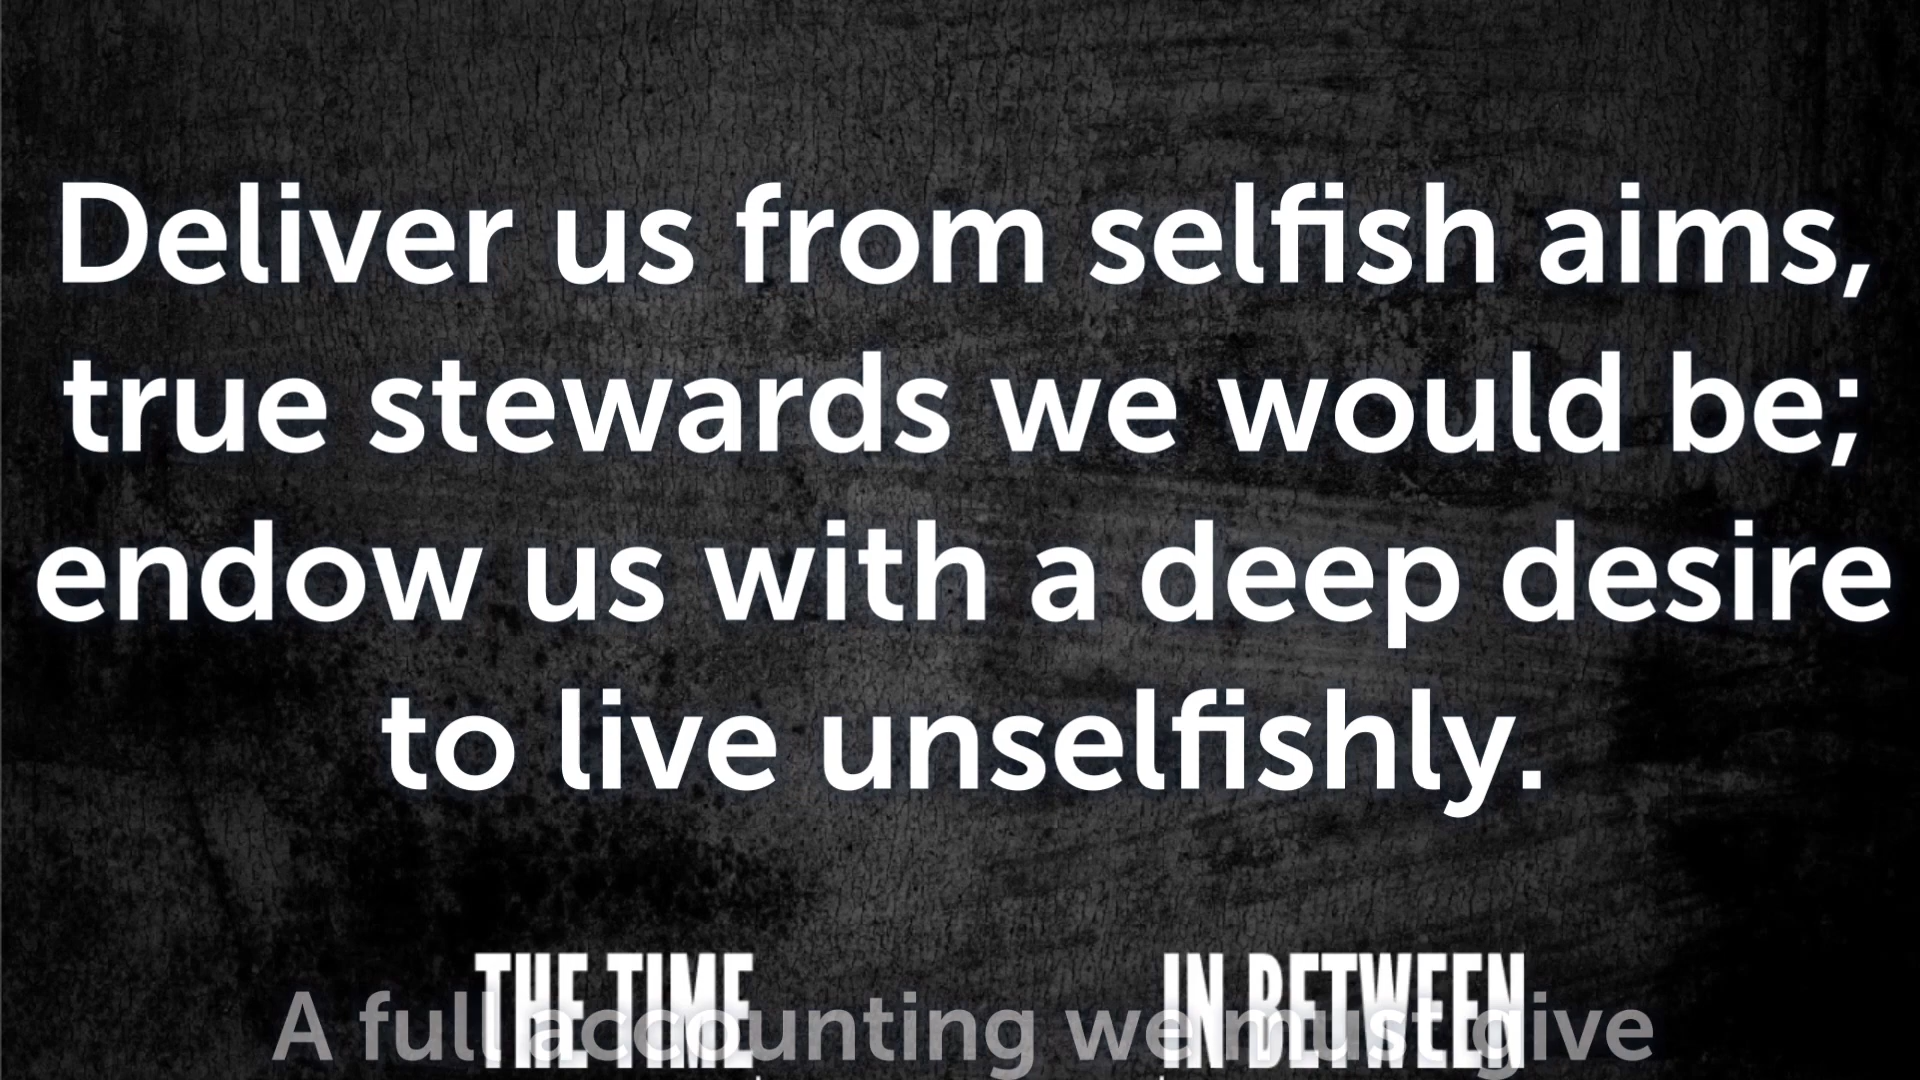 Deliver us from selfish aims,
true stewards we would be;
endow us with a deep desire
to live unselfishly.
THE TIME IN BETWEEN
A full accounting we must give